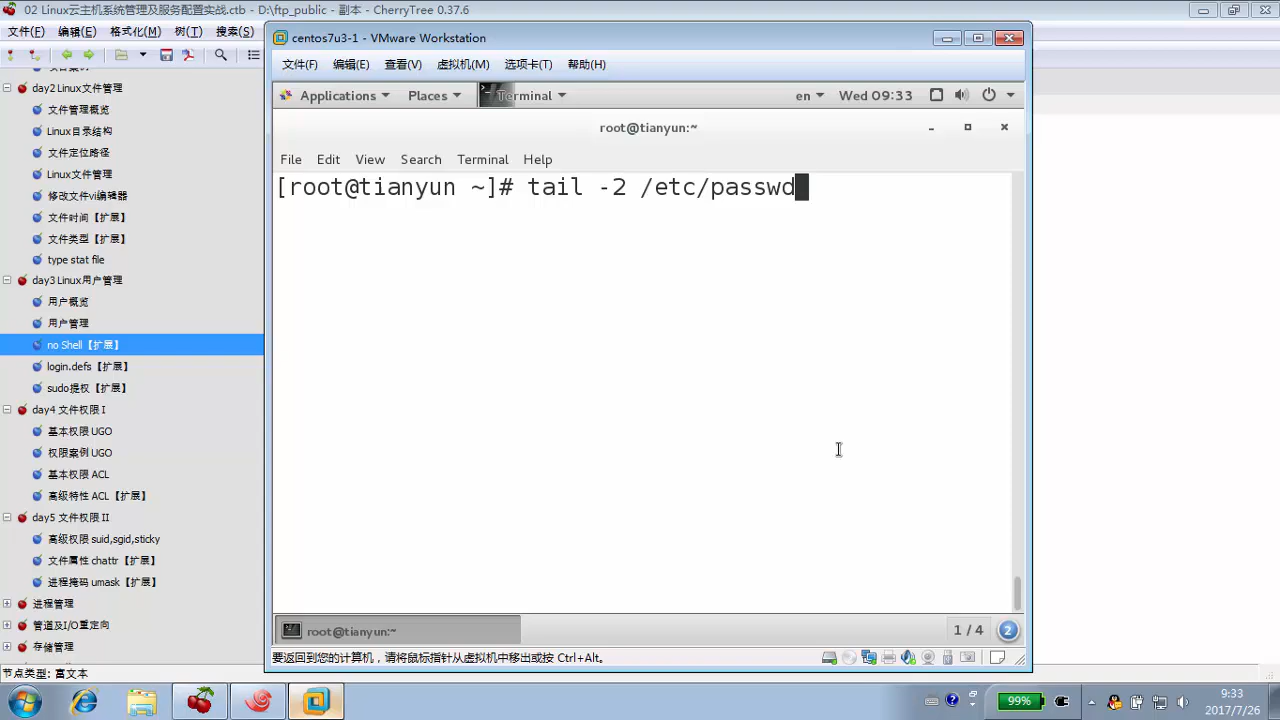 02 Linux云主机系统管理及服务配置实战.ctb - D:\ftp_public - 副本 - CherryTree 0.37.6
文件(F) 编辑(E) 格式化(M) 树(T) 搜索(S)
day2 Linux文件管理
文件管理概览
Linux目录结构
文件定位路径
Linux文件管理
修改文件vi编辑器
文件时间【扩展】
文件类型【扩展】
type stat file
day3 Linux用户管理
用户概览
用户管理
no Shell【扩展】
login.defs【扩展】
sudo提权【扩展】
day4 文件权限 I
基本权限 UGO
权限案例 UGO
基本权限 ACL
高级特性 ACL【扩展】
day5 文件权限 II
高级权限 suid,sgid,sticky
文件属性 chattr【扩展】
进程掩码 umask【扩展】
进程管理
管道及I/O重定向
存储管理
节点类型: 富文本
centos7u3-1 - VMware Workstation
文件(F) 编辑(E) 查看(V) 虚拟机(M) 选项卡(T) 帮助(H)
Applications Places Terminal en Wed 09:33
root@tianyun:~
File Edit View Search Terminal Help
[root@tianyun ~]# tail -2 /etc/passwd
root@tianyun:~ 1 / 4 2
要返回到您的计算机，请将鼠标指针从虚拟机中移出或按 Ctrl+Alt。
99%
9:33
2017/7/26